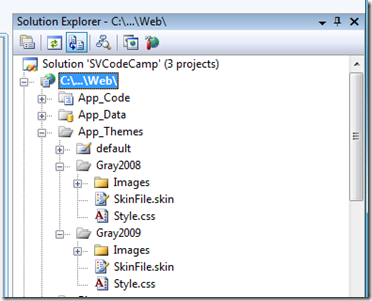 Solution Explorer - C:\...\Web\
Solution 'SVCodeCamp' (3 projects)
C:\...\Web\
App_Code
App_Data
App_Themes
default
Gray2008
Images
SkinFile.skin
Style.css
Gray2009
Images
SkinFile.skin
Style.css